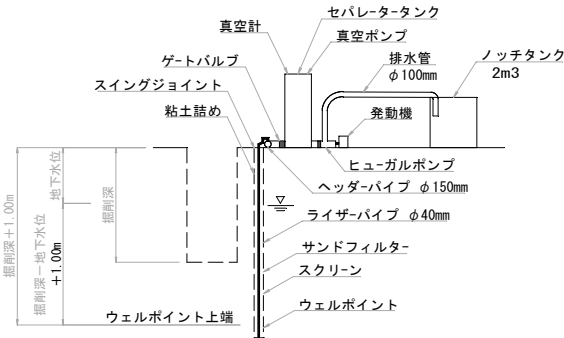 セパレータータンク
真空計
真空ポンプ
排水管
φ100mm
ノッチタンク
2m3
ゲートバルブ
スイングジョイント
発動機
粘土詰め
ヒューガルポンプ
ヘッダーパイプ φ150mm
ライザーパイプ φ40mm
サンドフィルター
スクリーン
ウェルポイント
ウェルポイント上端
掘削深+1.00m
地下水位
掘削深-地下水位
+1.00m
掘削深